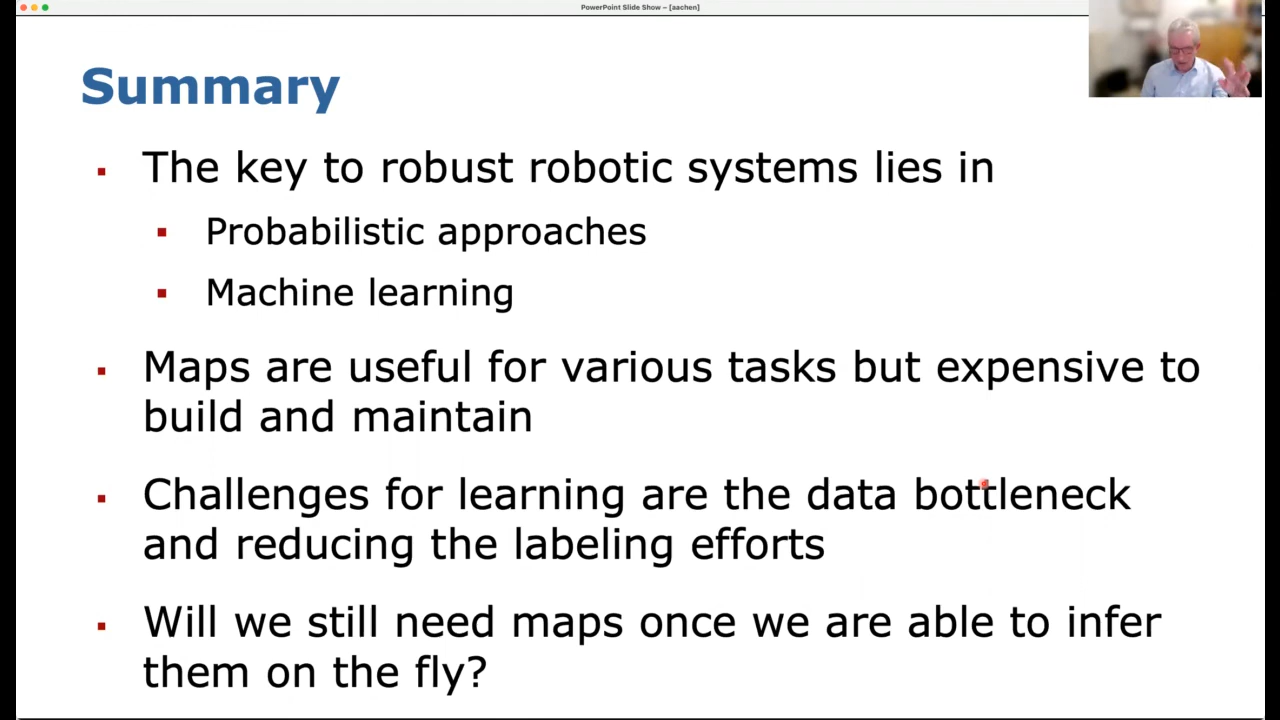 PowerPoint Slide Show – [aachen]
Summary
▪ The key to robust robotic systems lies in
▪ Probabilistic approaches
▪ Machine learning
▪ Maps are useful for various tasks but expensive to
build and maintain
▪ Challenges for learning are the data bottleneck
and reducing the labeling efforts
▪ Will we still need maps once we are able to infer
them on the fly?